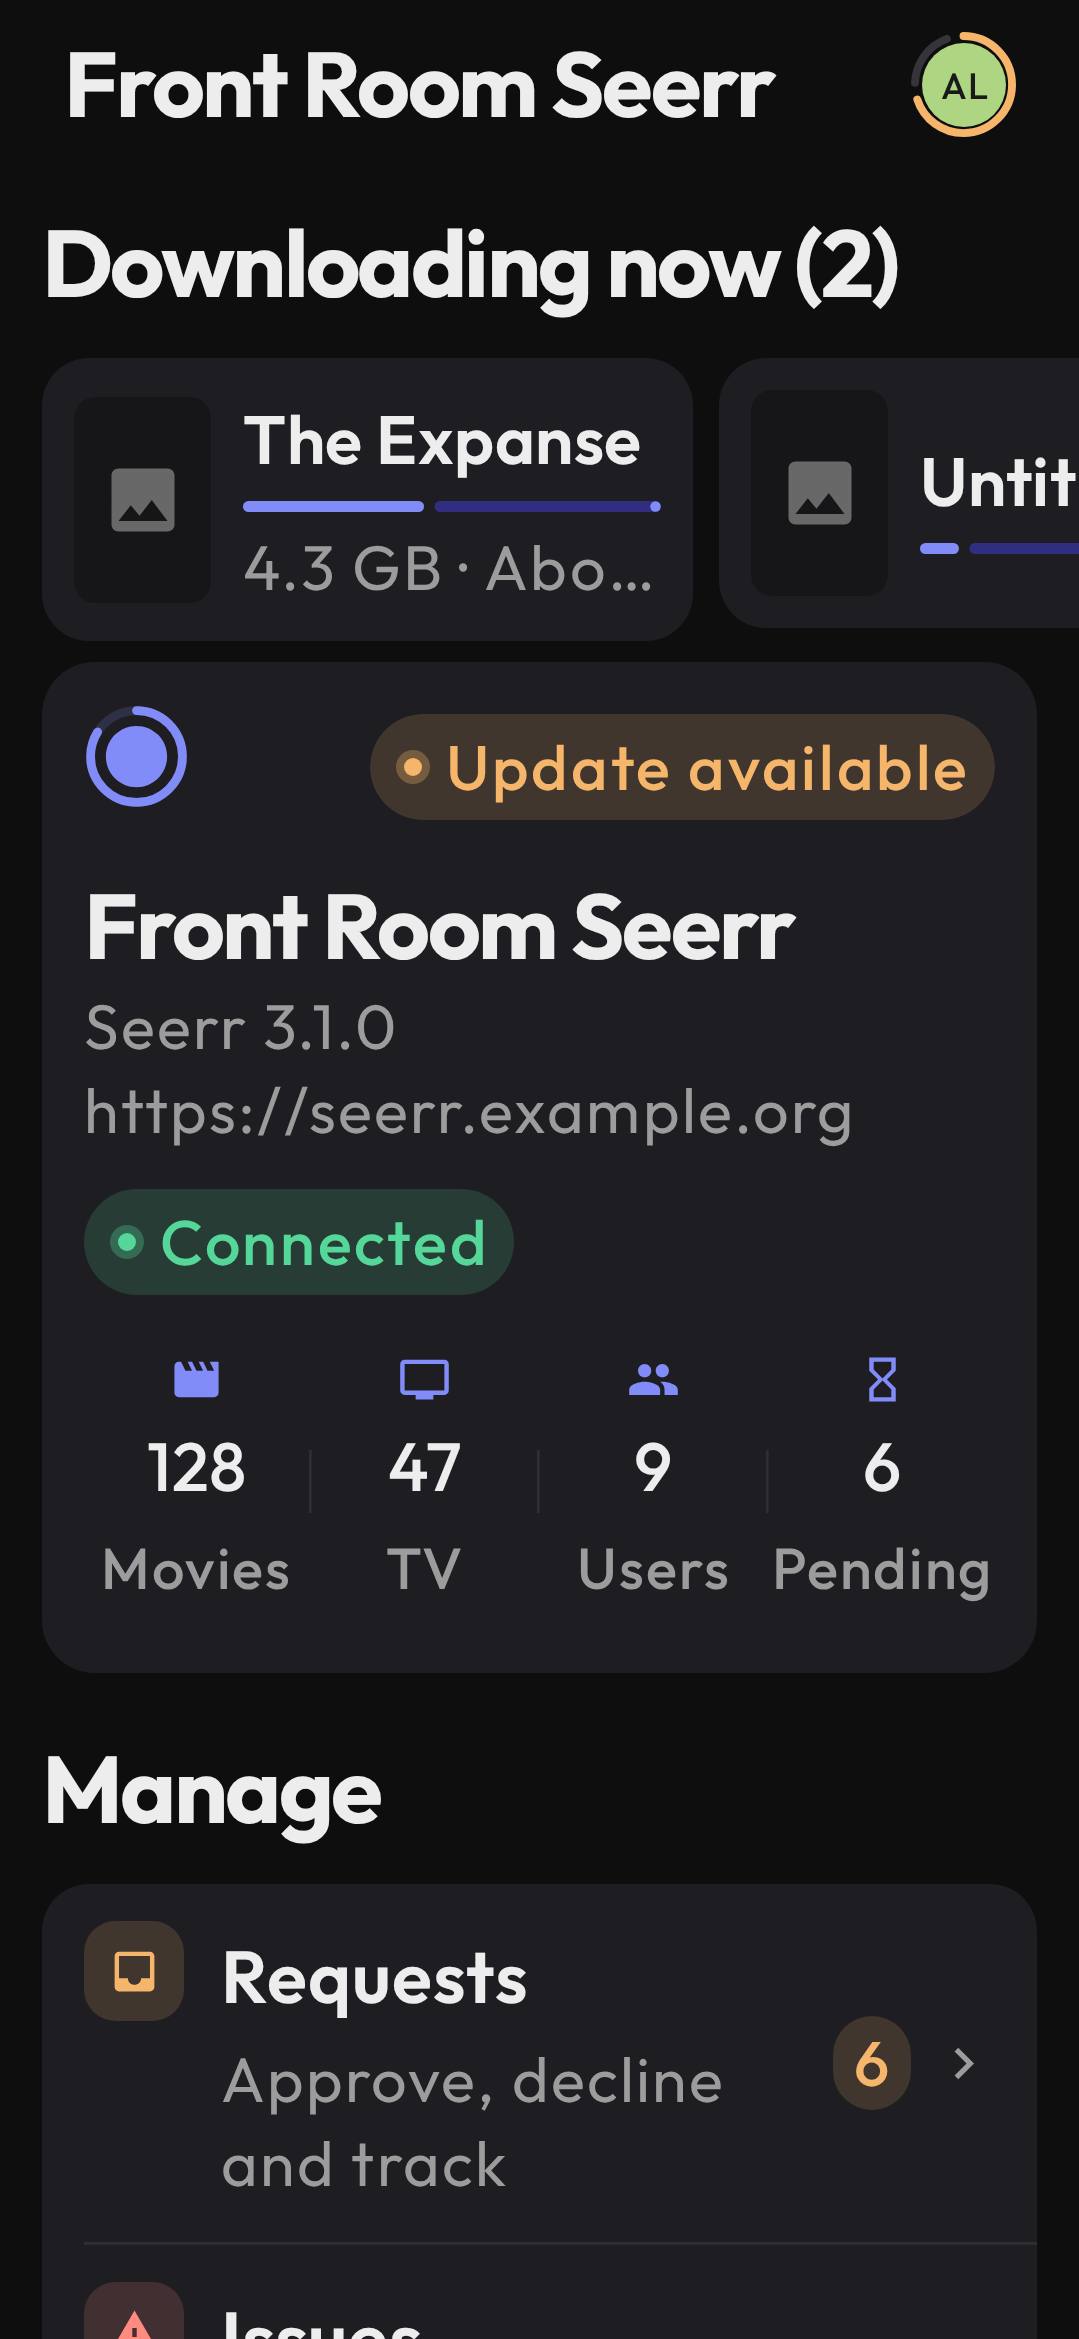 Front Room Seerr
AL
Downloading now (2)
The Expanse
4.3 GB · Abo...
Untit
Update available
Front Room Seerr
Seerr 3.1.0
https://seerr.example.org
Connected
128
47
9
6
Movies
TV
Users
Pending
Manage
Requests
Approve, decline
and track
6
Issues